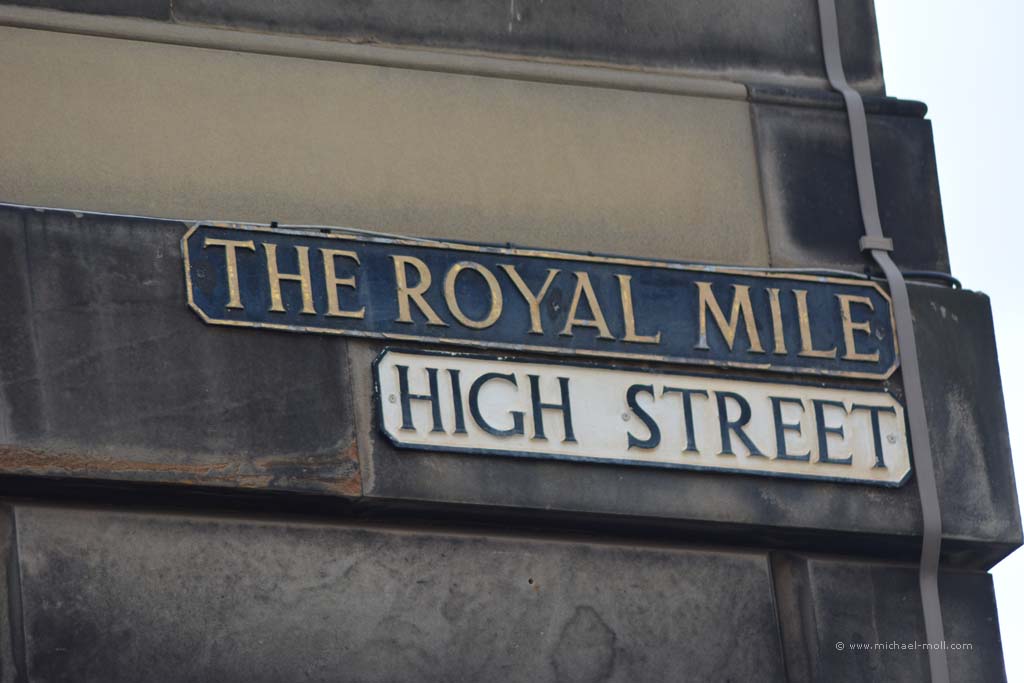 THE ROYAL MILE
HIGH STREET
© www.michael-moll.com